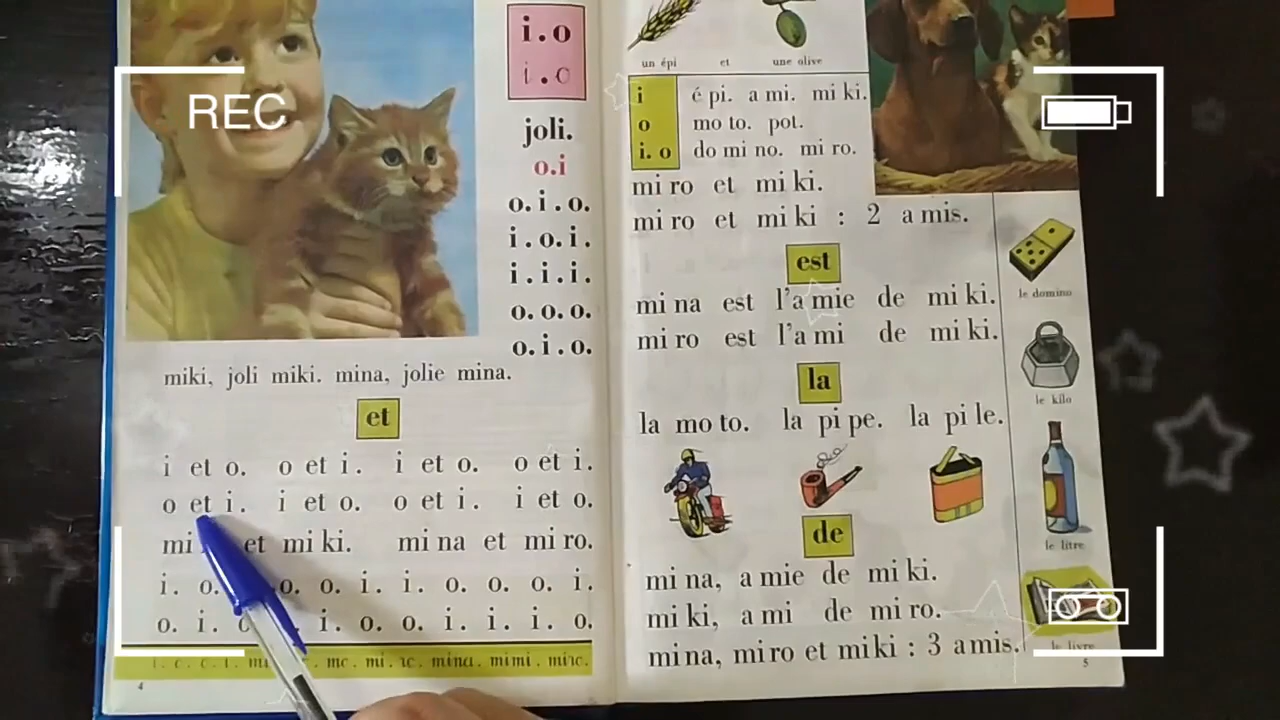 REC
i.o
i.o
joli.
o.i
o.i.o.
i.o.i.
i.i.i.
o.o.o.
o.i.o.
miki, joli miki. mina, jolie mina.
et
i et o. o et i. i et o. o et i.
o et i. i et o. o et i. i et o.
mi et mi ki. mi na et mi ro.
i. o. o. o. i. i. o. o. o. i.
o. i. i. o. o. i. i. i. o.
mina. mimi. miro.
4
un épi et une olive
i é pi. a mi. mi ki.
o mo to. pot.
i. o do mi no. mi ro.
mi ro et mi ki.
mi ro et mi ki : 2 a mis.
est
mi na est l'a mie de mi ki.
mi ro est l'a mi de mi ki.
la
la mo to. la pi pe. la pi le.
de
mi na, a mie de mi ki.
mi ki, a mi de mi ro.
mi na, mi ro et mi ki : 3 a mis.
le domino
le kilo
le litre
le livre
5